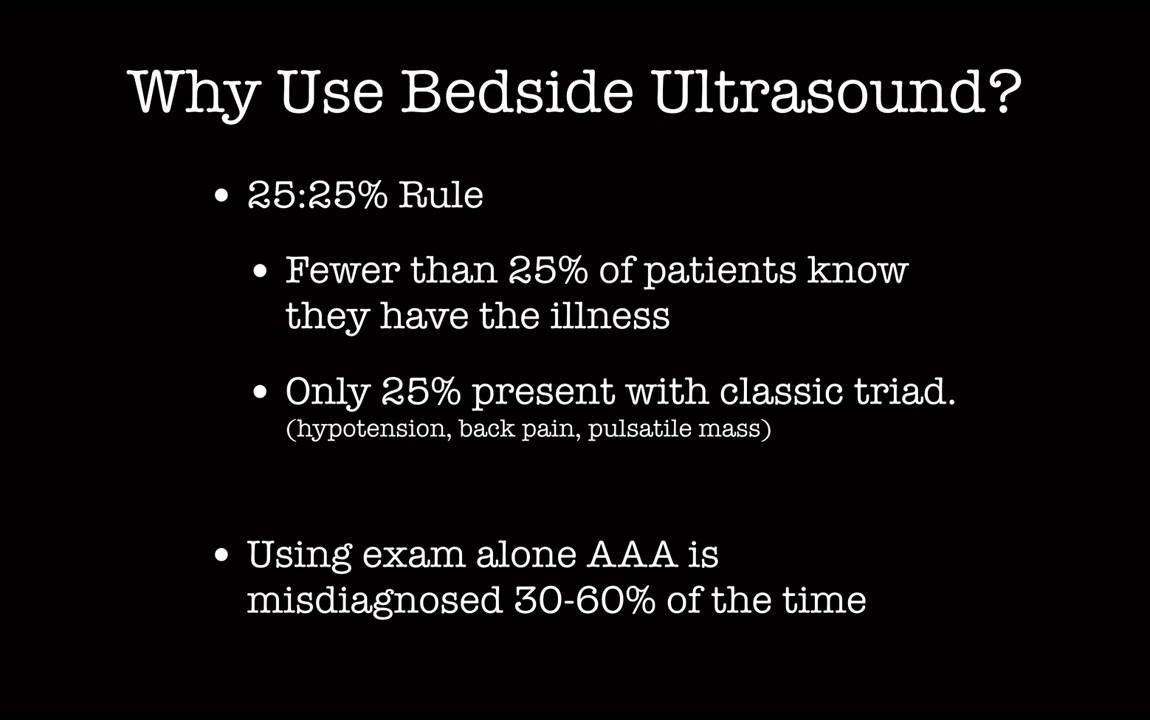 Why Use Bedside Ultrasound?
• 25:25% Rule
• Fewer than 25% of patients know
they have the illness
• Only 25% present with classic triad.
(hypotension, back pain, pulsatile mass)
• Using exam alone AAA is
misdiagnosed 30-60% of the time